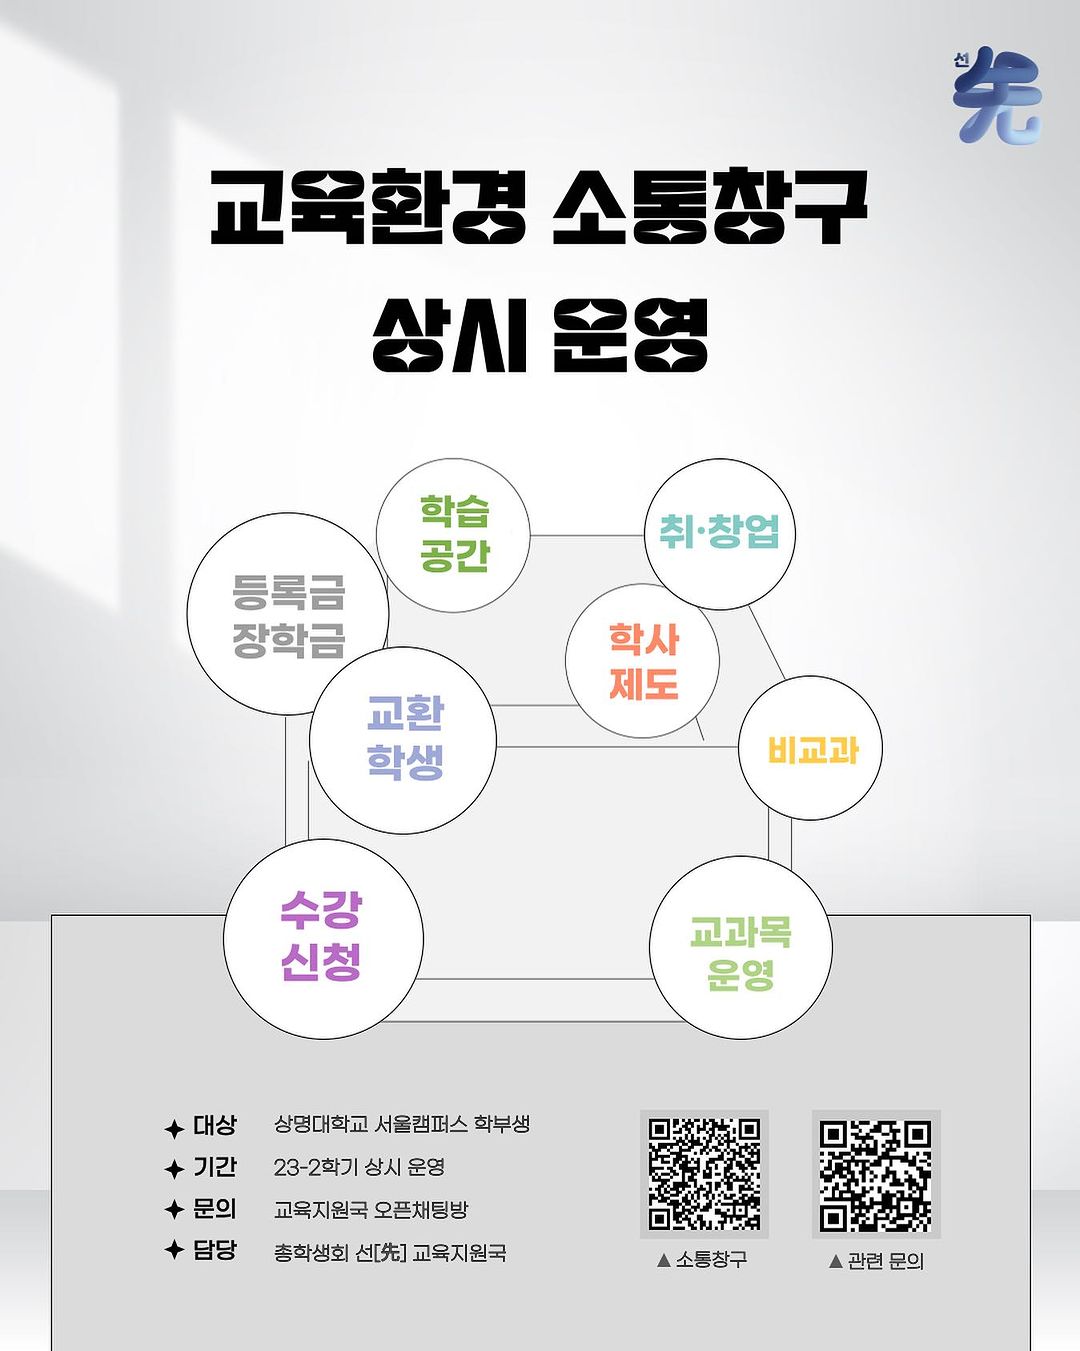 선 先
교육환경 소통창구
상시 운영
학습
공간
취·창업
등록금
장학금
학사
제도
교환
학생
비교과
수강
신청
교과목
운영
대상 상명대학교 서울캠퍼스 학부생
기간 23-2학기 상시 운영
문의 교육지원국 오픈채팅방
담당 총학생회 선[先] 교육지원국
▲ 소통창구
▲ 관련 문의